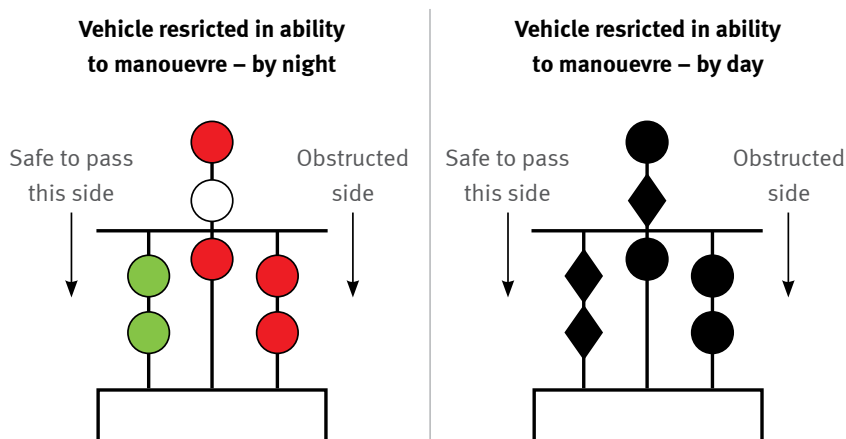 Vehicle resricted in ability
to manouevre – by night
Safe to pass
this side
Obstructed
side
Vehicle resricted in ability
to manouevre – by day
Safe to pass
this side
Obstructed
side